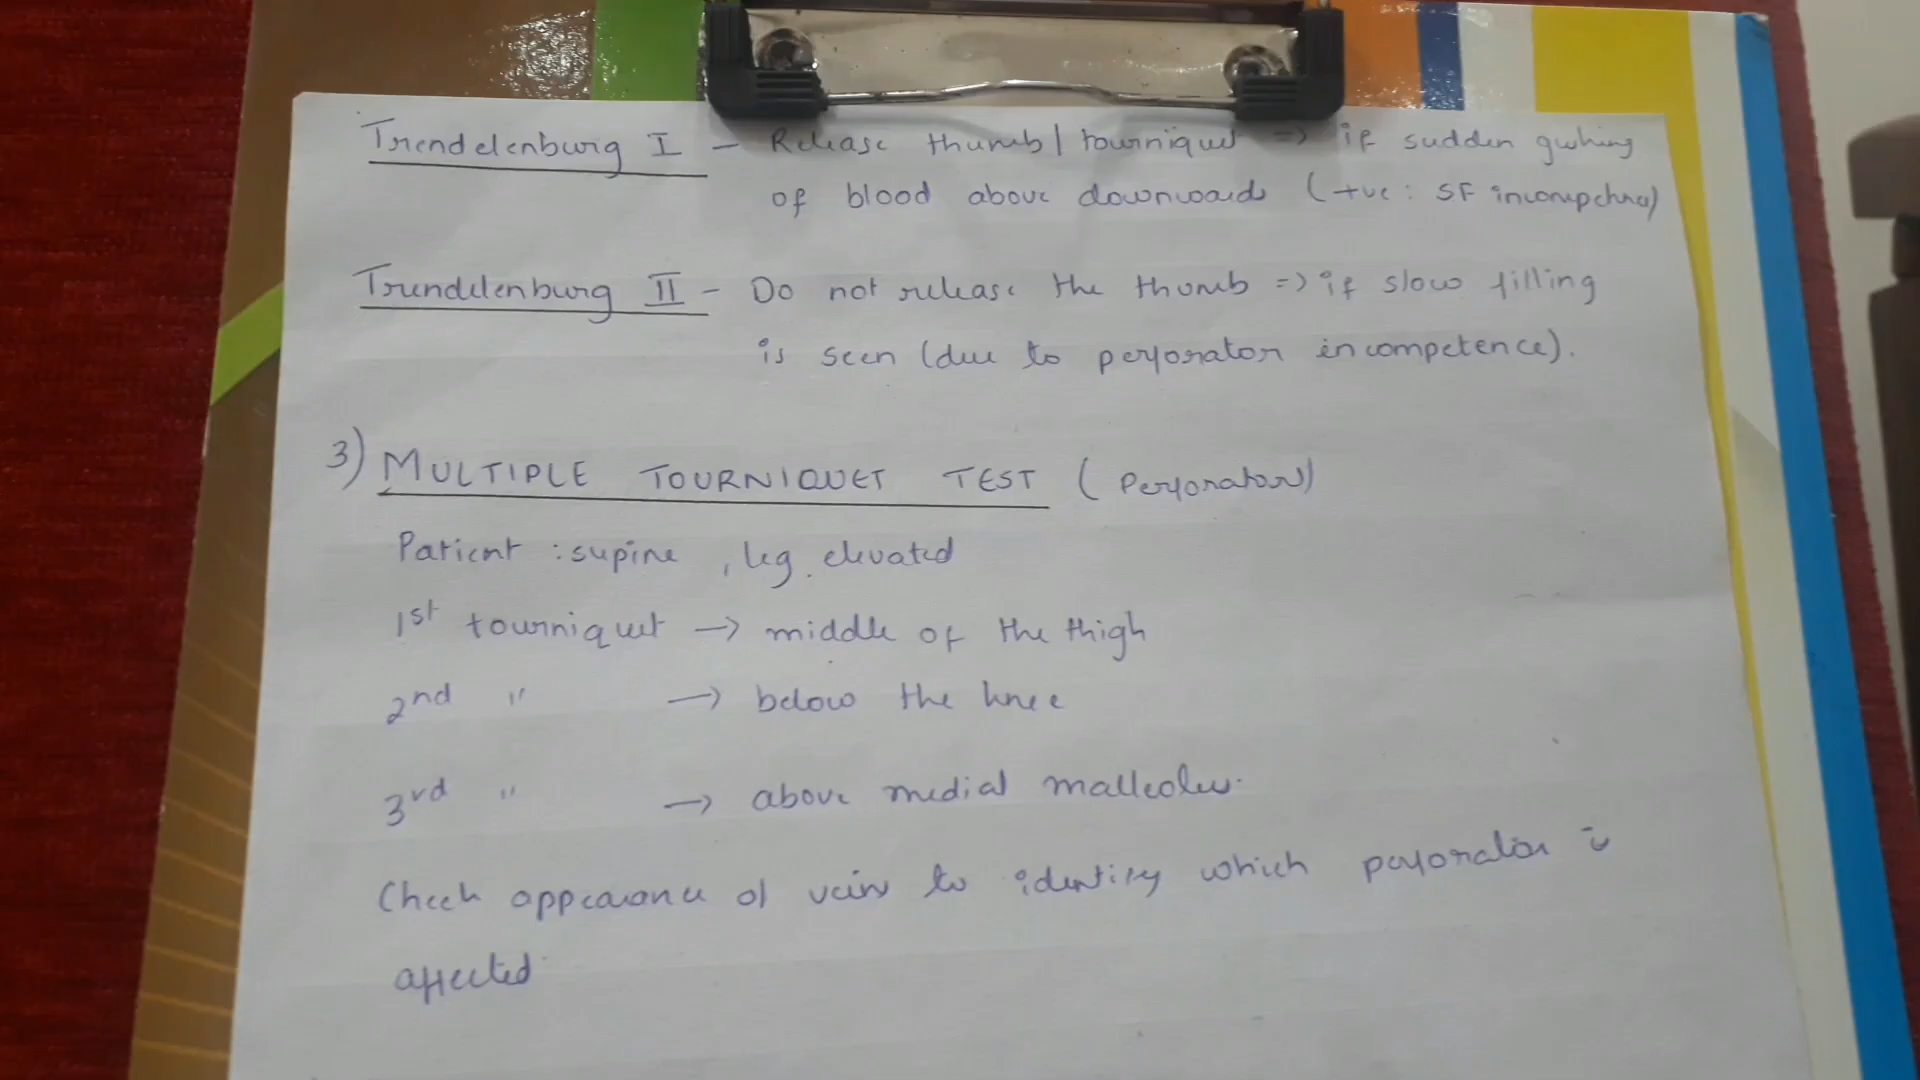 Trendelenburg I - Release thumb/tourniquet => if sudden gushing
of blood above downwards (+ve: SF incompetence)
Trendelenburg II - Do not release the thumb => if slow filling
is seen (due to perforator incompetence).
3) MULTIPLE TOURNIQUET TEST (Perforators)
Patient : supine, leg elevated
1st tourniquet → middle of the thigh
2nd " → below the knee
3rd " → above medial malleolus.
Check appearance of veins to identify which perforator is
affected